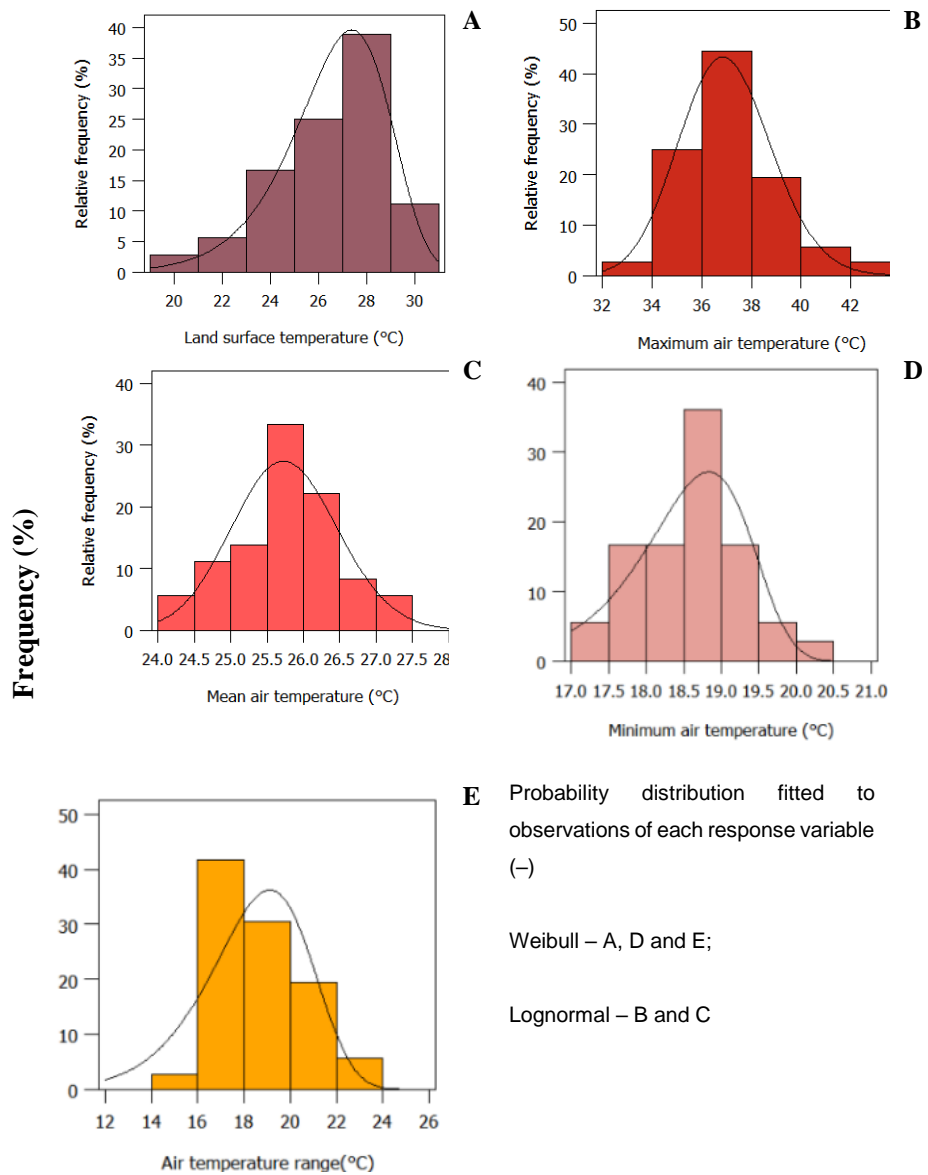 A
40
35
30
25
20
15
10
5
0
Relative frequency (%)
20 22 24 26 28 30
Land surface temperature (°C)
B
50
40
30
20
10
0
Relative frequency (%)
32 34 36 38 40 42
Maximum air temperature (°C)
C
40
30
20
10
0
Relative frequency (%)
24.0 24.5 25.0 25.5 26.0 26.5 27.0 27.5 28
Mean air temperature (°C)
D
40
30
20
10
0
17.0 17.5 18.0 18.5 19.0 19.5 20.0 20.5 21.0
Minimum air temperature (°C)
Frequency (%)
E
50
40
30
20
10
0
12 14 16 18 20 22 24 26
Air temperature range(°C)
Probability distribution fitted to
observations of each response variable
(–)
Weibull – A, D and E;
Lognormal – B and C